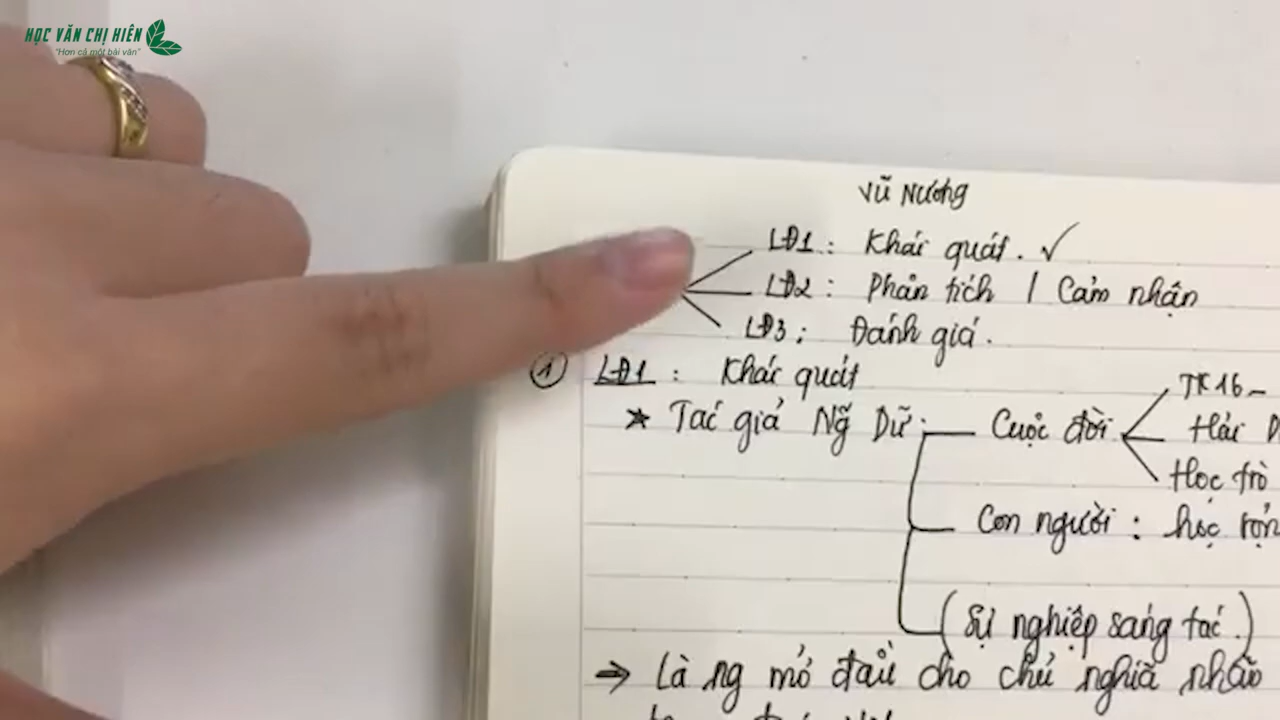 HỌC VĂN CHỊ HIÊN
"Hơn cả một bài văn"
Vũ Nương
LĐ1 : Khái quát. ✓
LĐ2 : Phân tích / Cảm nhận
LĐ3 : Đánh giá.
① LĐ1 : Khái quát
★ Tác giả Ng~ Dữ : Cuộc đời
TK16 -
Hải D
Học trò
Con người : học rộn
(Sự nghiệp sáng tác.)
→ Là ng mở đầu cho chủ nghĩa nhân